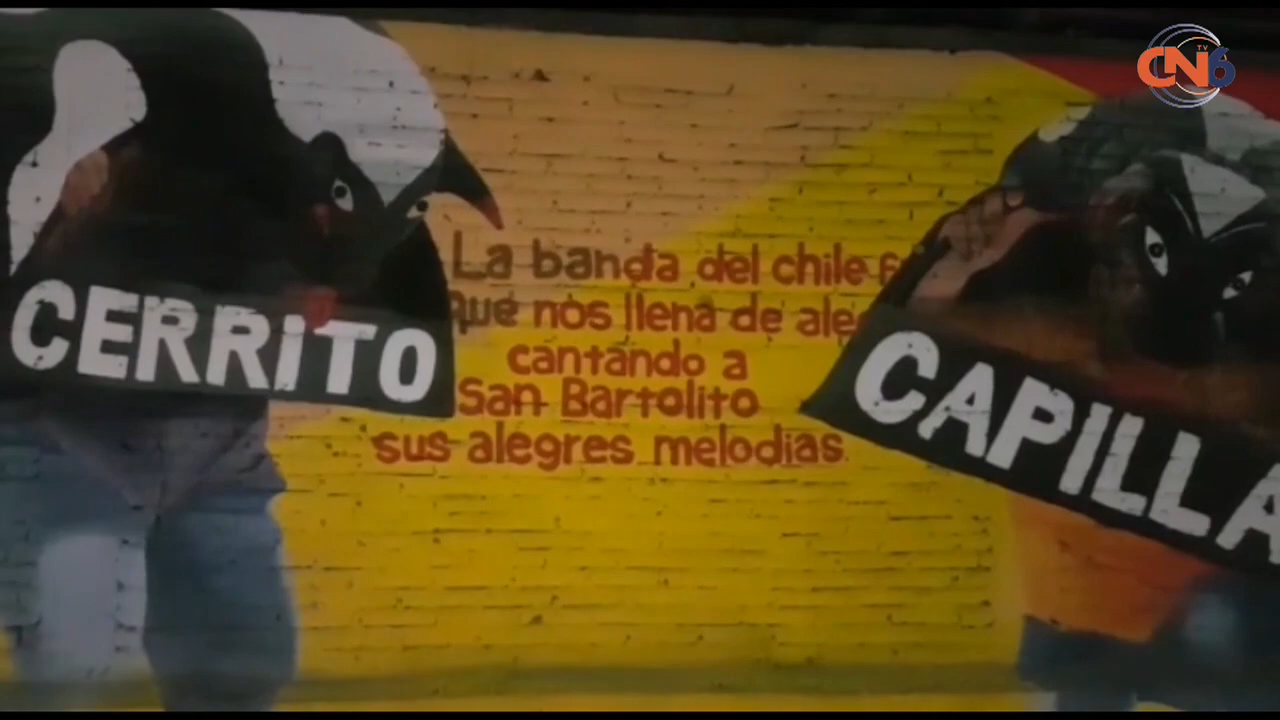 TV
CN6
CERRITO
La banda del chile
que nos llena de
cantando a
San Bartolito
sus alegres melodias.
CAPILLA